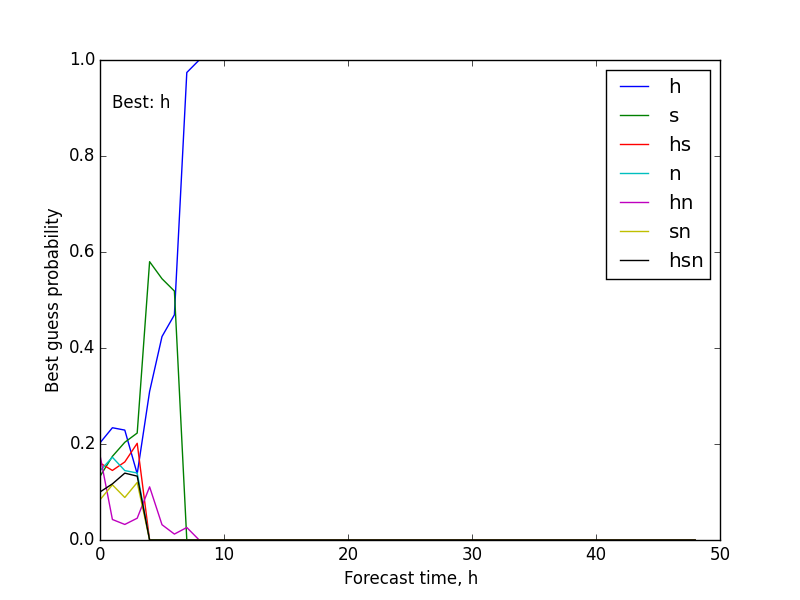 1.0
0.8
0.6
0.4
0.2
0.0
Best guess probability
Best: h
h
s
hs
n
hn
sn
hsn
0 10 20 30 40 50
Forecast time, h